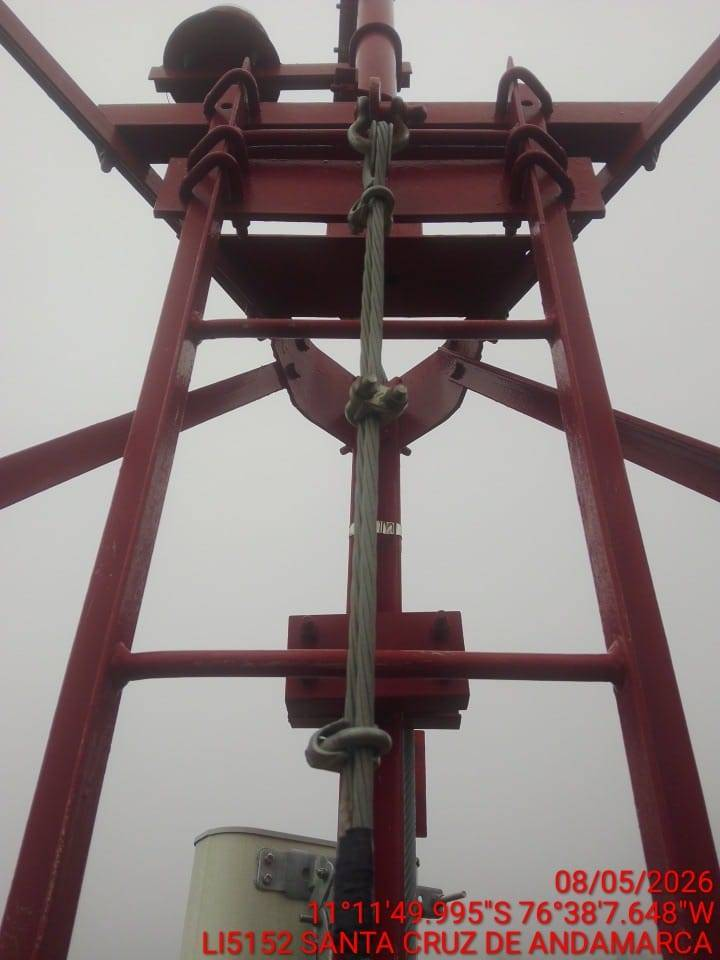 08/05/2026
11°11'49.995"S 76°38'7.648"W
LI5152 SANTA CRUZ DE ANDAMARCA